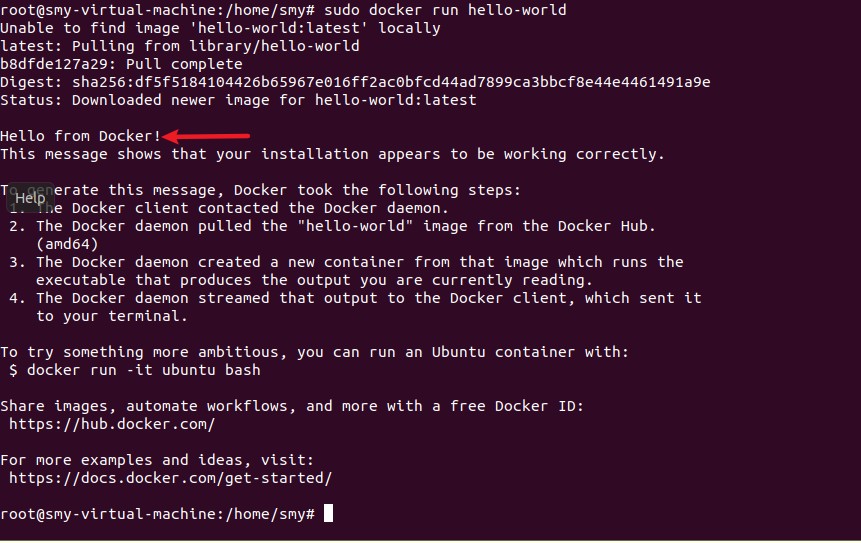 root@smy-virtual-machine:/home/smy# sudo docker run hello-world
Unable to find image 'hello-world:latest' locally
latest: Pulling from library/hello-world
b8dfde127a29: Pull complete
Digest: sha256:df5f5184104426b65967e016ff2ac0bfcd44ad7899ca3bbcf8e44e4461491a9e
Status: Downloaded newer image for hello-world:latest
Hello from Docker!
This message shows that your installation appears to be working correctly.
To generate this message, Docker took the following steps:
Help
1. The Docker client contacted the Docker daemon.
2. The Docker daemon pulled the "hello-world" image from the Docker Hub.
(amd64)
3. The Docker daemon created a new container from that image which runs the
executable that produces the output you are currently reading.
4. The Docker daemon streamed that output to the Docker client, which sent it
to your terminal.
To try something more ambitious, you can run an Ubuntu container with:
$ docker run -it ubuntu bash
Share images, automate workflows, and more with a free Docker ID:
https://hub.docker.com/
For more examples and ideas, visit:
https://docs.docker.com/get-started/
root@smy-virtual-machine:/home/smy#